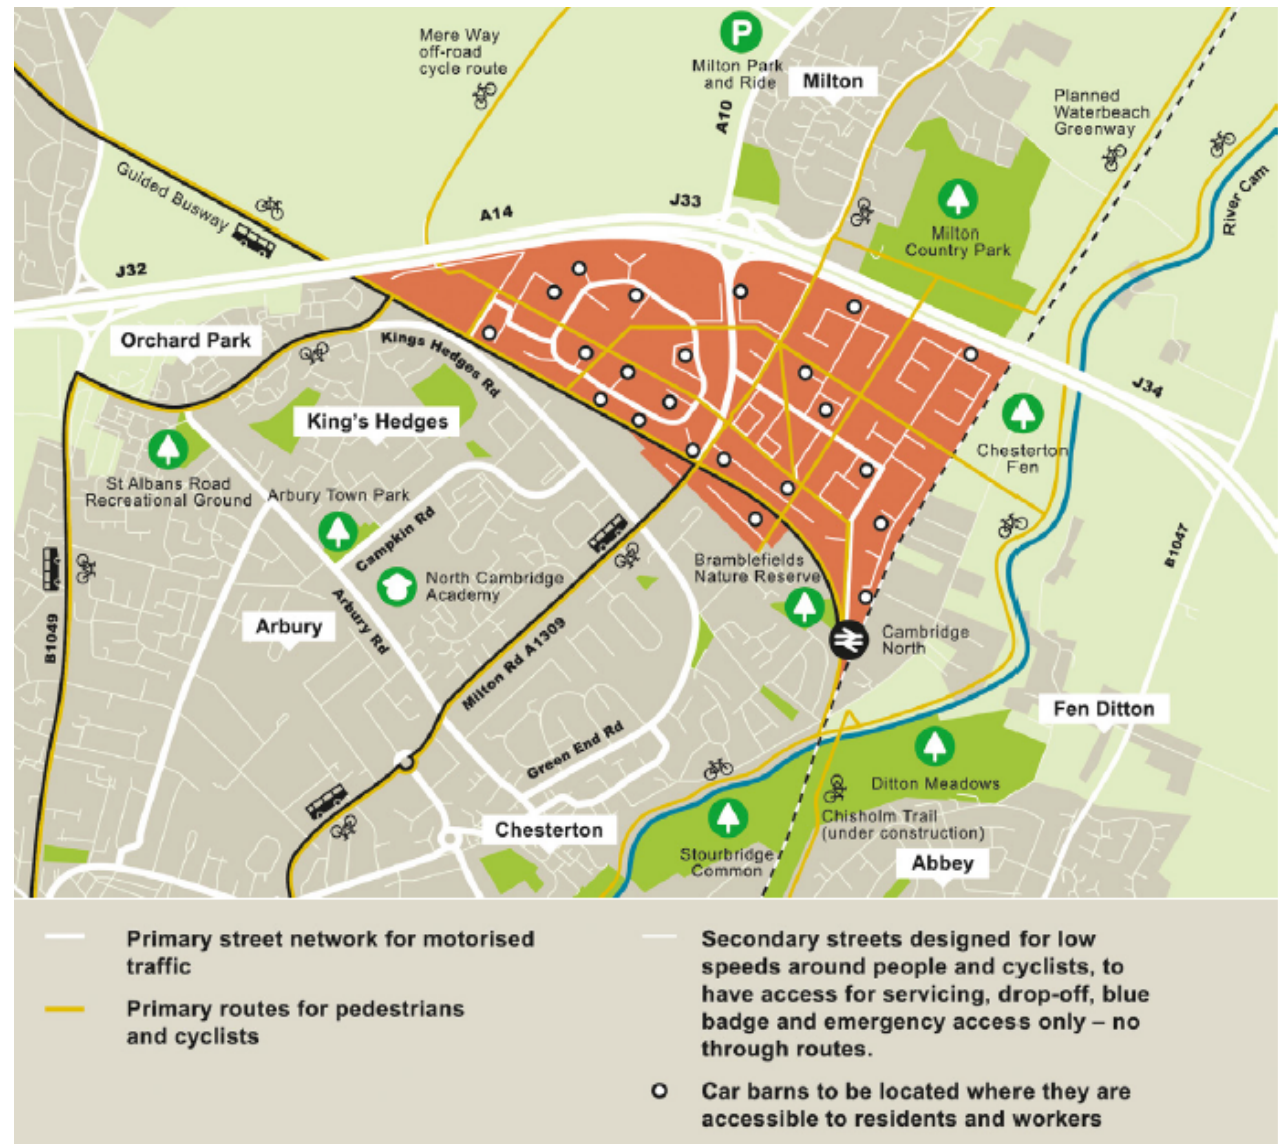 Mere Way
off-road
cycle route
P
Milton Park
and Ride
Milton
A10
Planned
Waterbeach
Greenway
River Cam
Guided Busway
A14
J33
Milton
Country Park
J32
Orchard Park
Kings Hedges Rd
J34
King's Hedges
Chesterton
Fen
St Albans Road
Recreational Ground
Arbury Town Park
Campkin Rd
B1047
Bramblefields
Nature Reserve
North Cambridge
Academy
Arbury
Arbury Rd
B1049
Milton Rd A1309
Cambridge
North
Fen Ditton
Green End Rd
Ditton Meadows
Chesterton
Chisholm Trail
(under construction)
Stourbridge
Common
Abbey
Primary street network for motorised
traffic
Primary routes for pedestrians
and cyclists
Secondary streets designed for low
speeds around people and cyclists, to
have access for servicing, drop-off, blue
badge and emergency access only – no
through routes.
Car barns to be located where they are
accessible to residents and workers